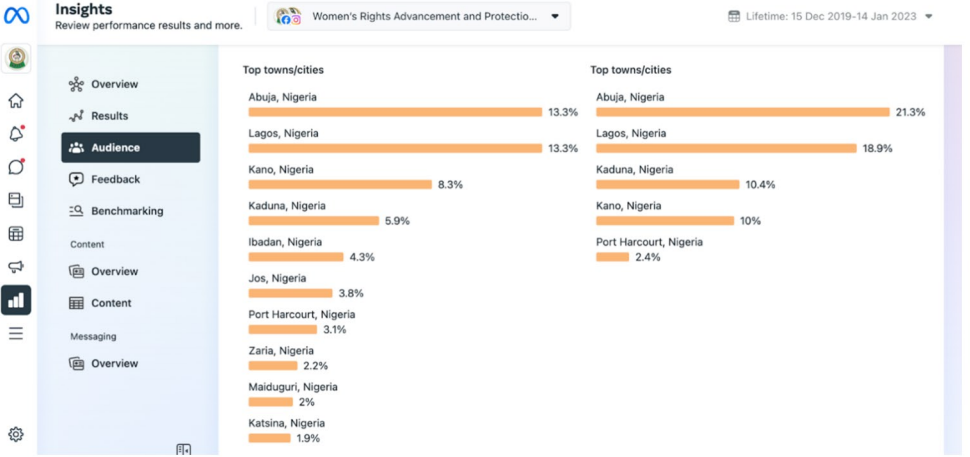 Insights
Review performance results and more.
Women's Rights Advancement and Protectio...
Lifetime: 15 Dec 2019-14 Jan 2023
Overview
Results
Audience
Feedback
Benchmarking
Content
Overview
Content
Messaging
Overview
Top towns/cities
Abuja, Nigeria
13.3%
Lagos, Nigeria
13.3%
Kano, Nigeria
8.3%
Kaduna, Nigeria
5.9%
Ibadan, Nigeria
4.3%
Jos, Nigeria
3.8%
Port Harcourt, Nigeria
3.1%
Zaria, Nigeria
2.2%
Maiduguri, Nigeria
2%
Katsina, Nigeria
1.9%
Top towns/cities
Abuja, Nigeria
21.3%
Lagos, Nigeria
18.9%
Kaduna, Nigeria
10.4%
Kano, Nigeria
10%
Port Harcourt, Nigeria
2.4%